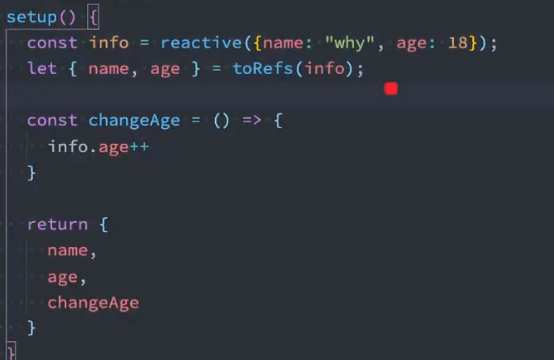 setup() {
const info = reactive({name: "why", age: 18});
let { name, age } = toRefs(info);
const changeAge = () => {
info.age++
}
return {
name,
age,
changeAge
}
}